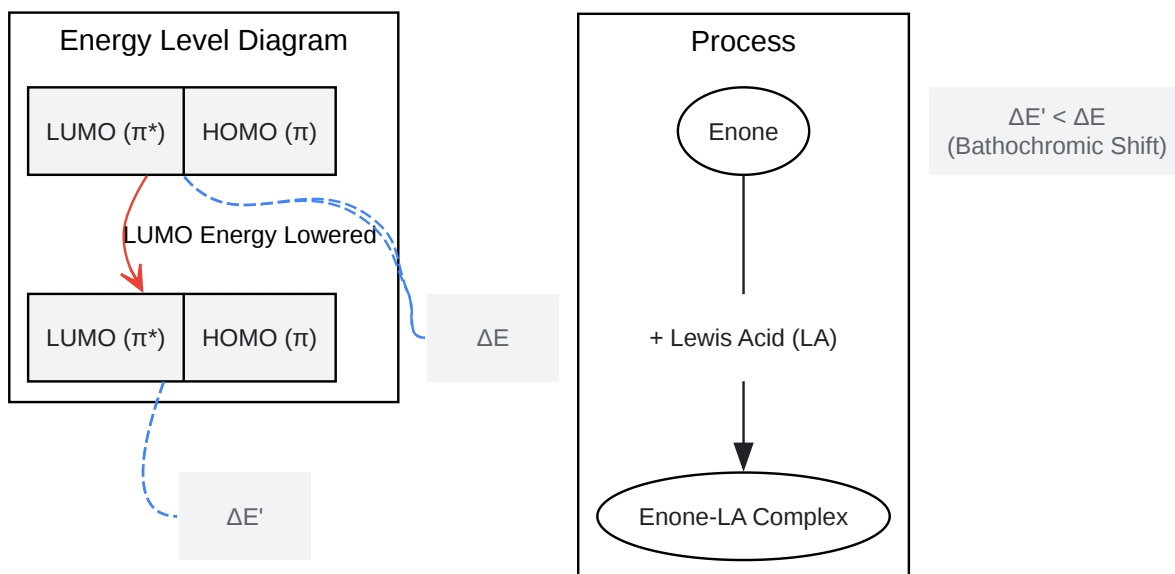 Energy Level Diagram
LUMO (π*)
HOMO (π)
LUMO Energy Lowered
LUMO (π*)
HOMO (π)
ΔE
ΔE'
Process
Enone
+ Lewis Acid (LA)
Enone-LA Complex
ΔE' < ΔE
(Bathochromic Shift)